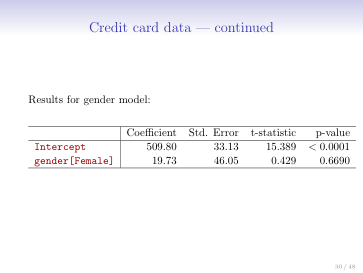 Credit card data — continued
Results for gender model:
Coefficient Std. Error t-statistic p-value
Intercept 509.80 33.13 15.389 < 0.0001
gender[Female] 19.73 46.05 0.429 0.6690
30 / 48